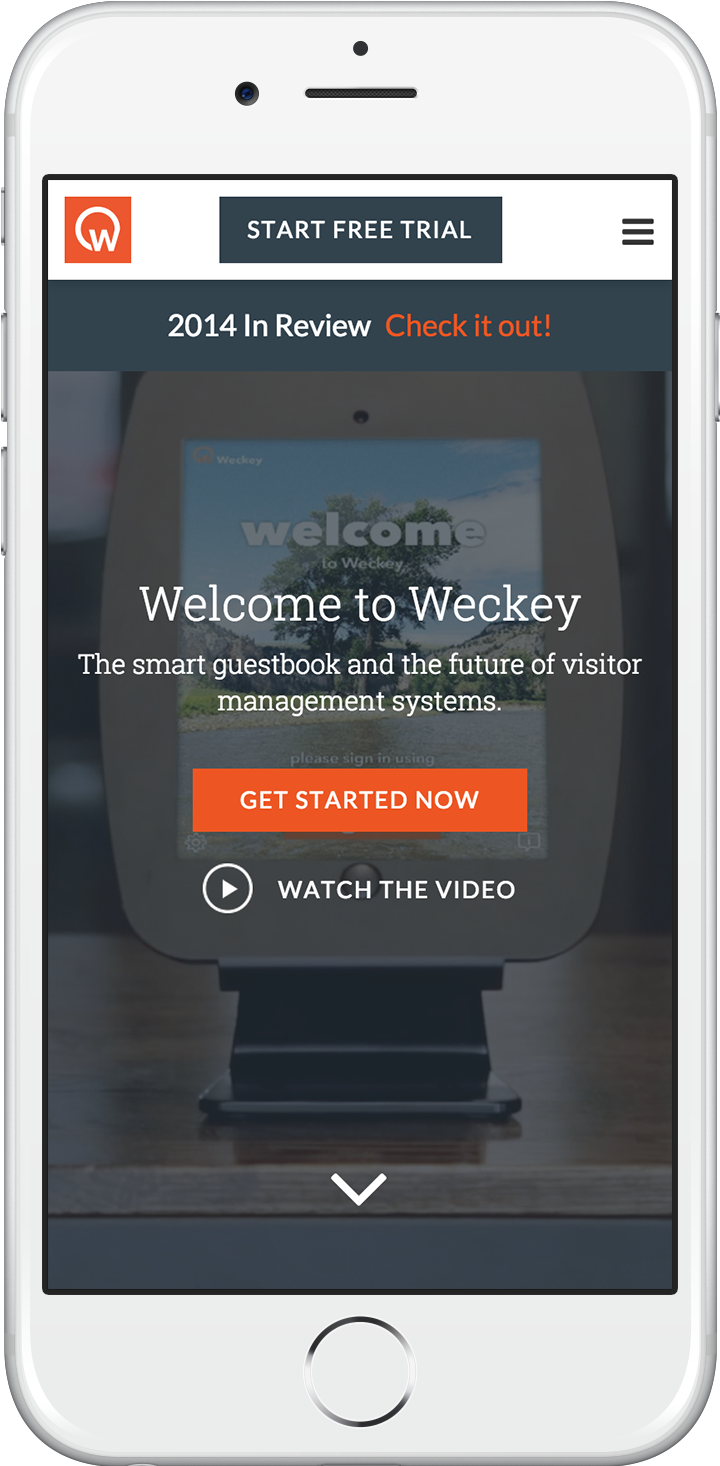 W
START FREE TRIAL
2014 In Review Check it out!
Weckey
welcome
to Weckey
Welcome to Weckey
The smart guestbook and the future of visitor
management systems.
please sign in using
GET STARTED NOW
WATCH THE VIDEO